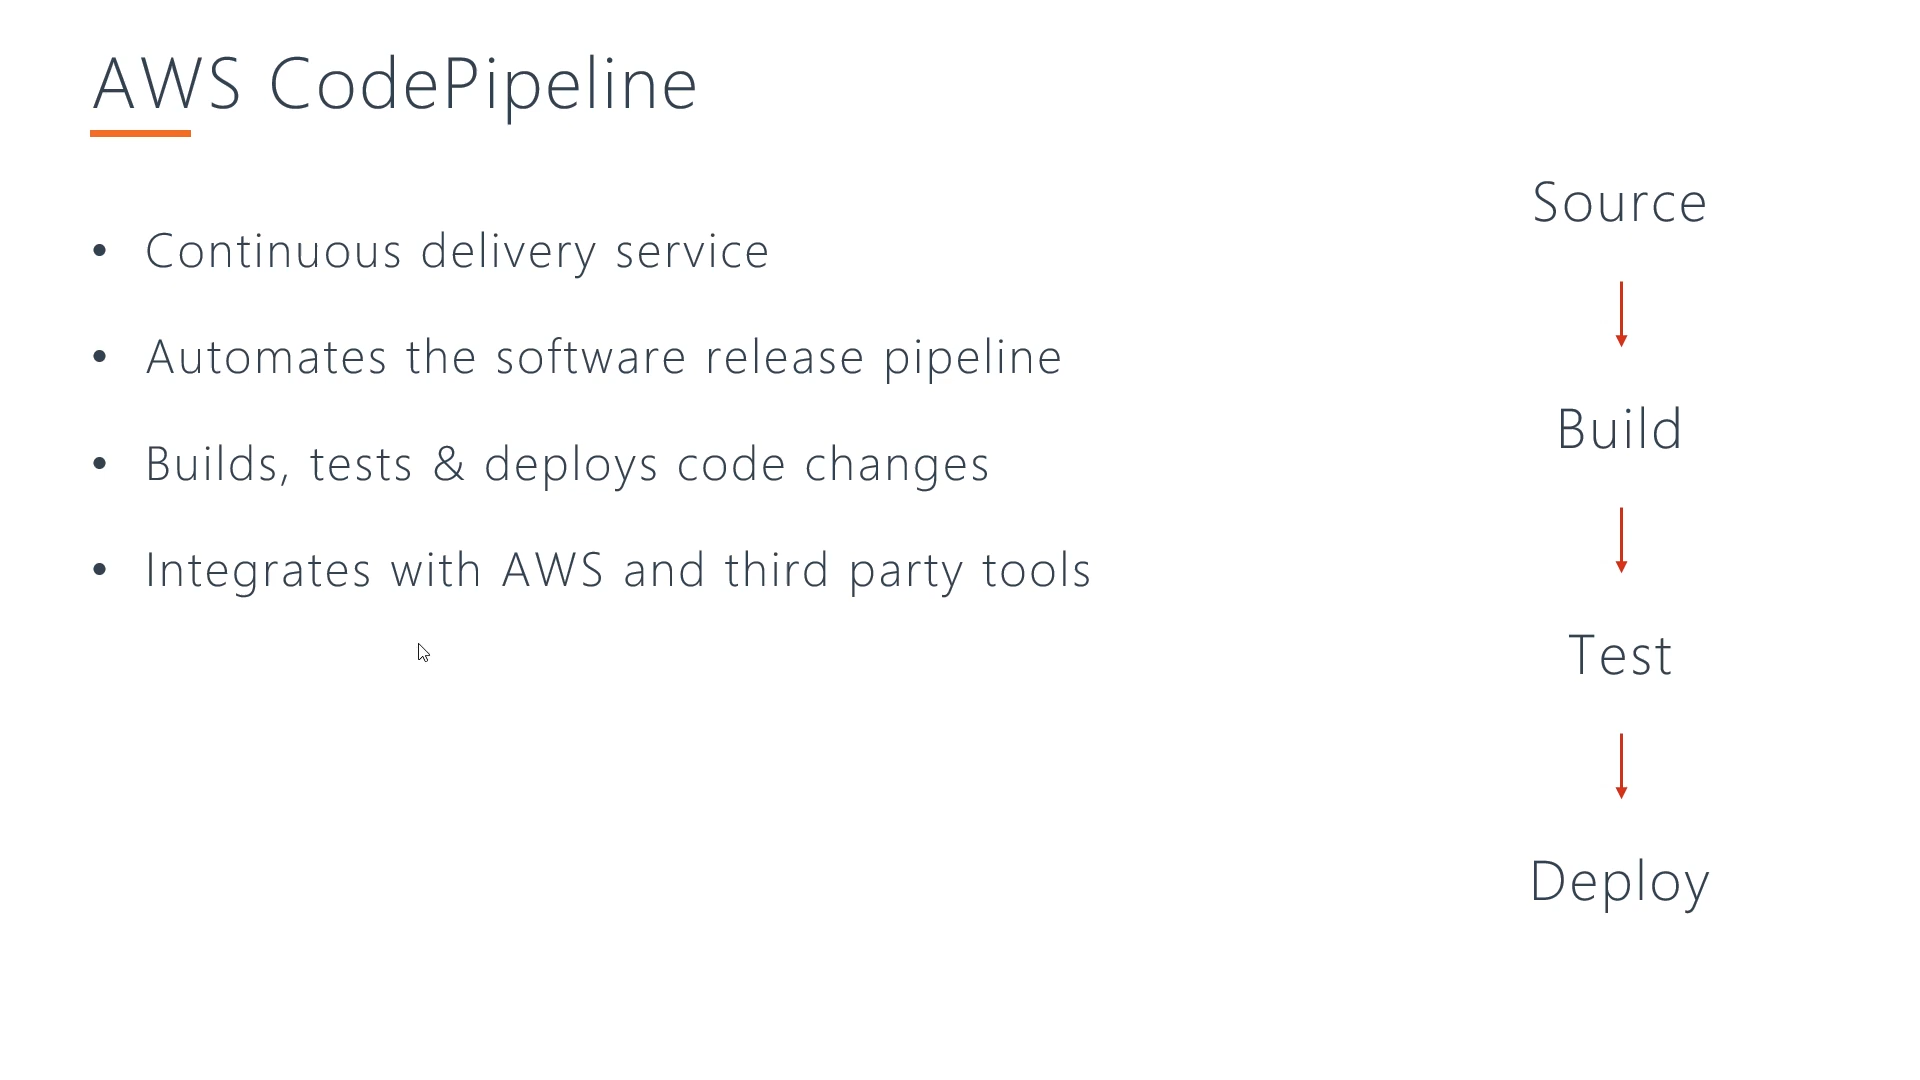 AWS CodePipeline
• Continuous delivery service
• Automates the software release pipeline
• Builds, tests & deploys code changes
• Integrates with AWS and third party tools
Source
Build
Test
Deploy